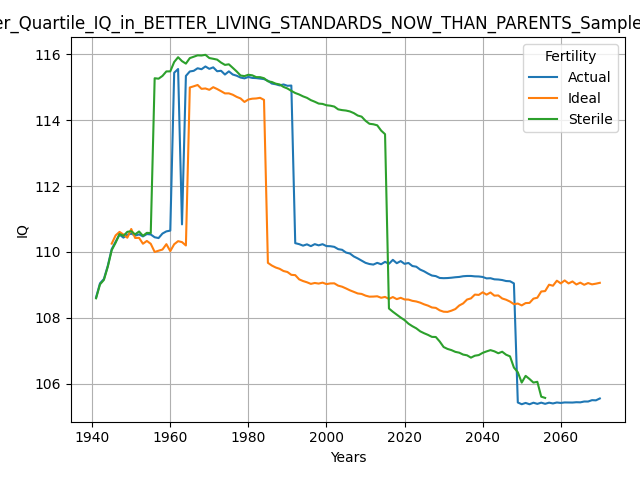 er_Quartile_IQ_in_BETTER_LIVING_STANDARDS_NOW_THAN_PARENTS_Sample
Fertility
Actual
Ideal
Sterile
IQ
116
114
112
110
108
106
1940 1960 1980 2000 2020 2040 2060
Years